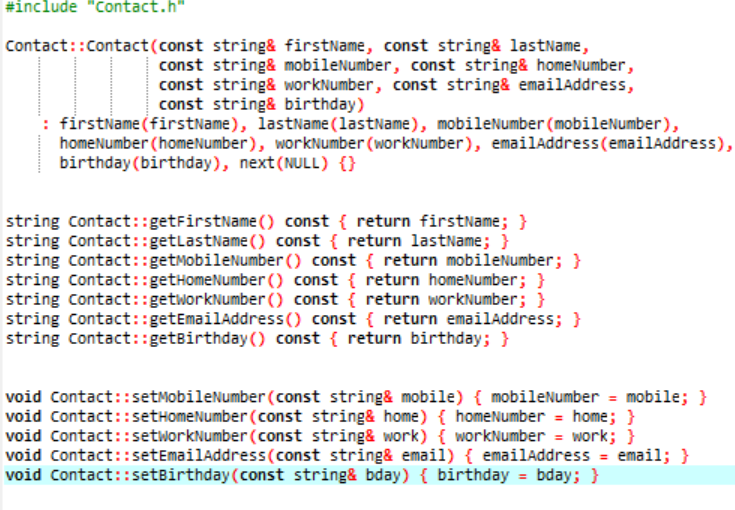 #include "Contact.h"
Contact::Contact(const string& firstName, const string& lastName,
const string& mobileNumber, const string& homeNumber,
const string& workNumber, const string& emailAddress,
const string& birthday)
: firstName(firstName), lastName(lastName), mobileNumber(mobileNumber),
homeNumber(homeNumber), workNumber(workNumber), emailAddress(emailAddress),
birthday(birthday), next(NULL) {}
string Contact::getFirstName() const { return firstName; }
string Contact::getLastName() const { return lastName; }
string Contact::getMobileNumber() const { return mobileNumber; }
string Contact::getHomeNumber() const { return homeNumber; }
string Contact::getWorkNumber() const { return workNumber; }
string Contact::getEmailAddress() const { return emailAddress; }
string Contact::getBirthday() const { return birthday; }
void Contact::setMobileNumber(const string& mobile) { mobileNumber = mobile; }
void Contact::setHomeNumber(const string& home) { homeNumber = home; }
void Contact::setWorkNumber(const string& work) { workNumber = work; }
void Contact::setEmailAddress(const string& email) { emailAddress = email; }
void Contact::setBirthday(const string& bday) { birthday = bday; }